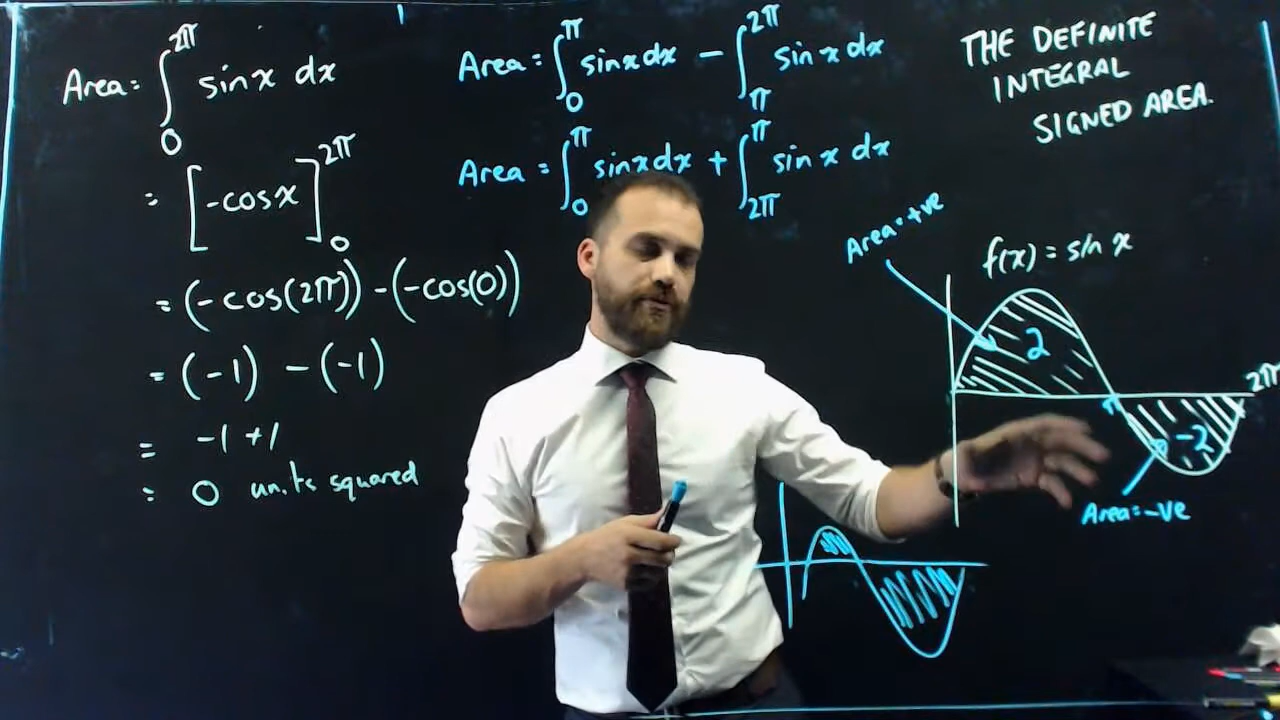 Area = ∫₀^{2π} sin x dx
= [-cos x]₀^{2π}
= (-cos(2π)) - (-cos(0))
= (-1) - (-1)
= -1 + 1
= 0 units squared
Area = ∫₀^{π} sin x dx - ∫_{π}^{2π} sin x dx
Area = ∫₀^{π} sin x dx + ∫_{2π}^{π} sin x dx
THE DEFINITE
INTEGRAL
SIGNED AREA.
Area = +ve
f(x) = sin x
2
2π
-2
Area = -ve